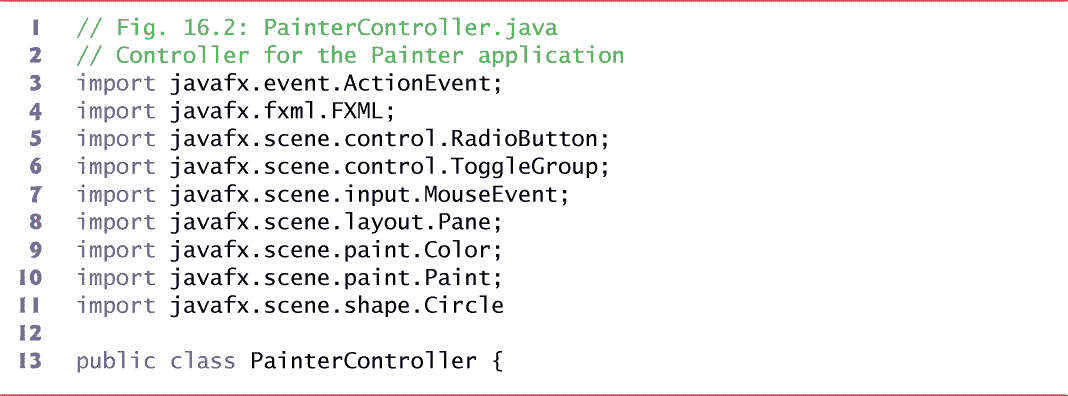 1 // Fig. 16.2: PainterController.java
2 // Controller for the Painter application
3 import javafx.event.ActionEvent;
4 import javafx.fxml.FXML;
5 import javafx.scene.control.RadioButton;
6 import javafx.scene.control.ToggleGroup;
7 import javafx.scene.input.MouseEvent;
8 import javafx.scene.layout.Pane;
9 import javafx.scene.paint.Color;
10 import javafx.scene.paint.Paint;
11 import javafx.scene.shape.Circle
12
13 public class PainterController {